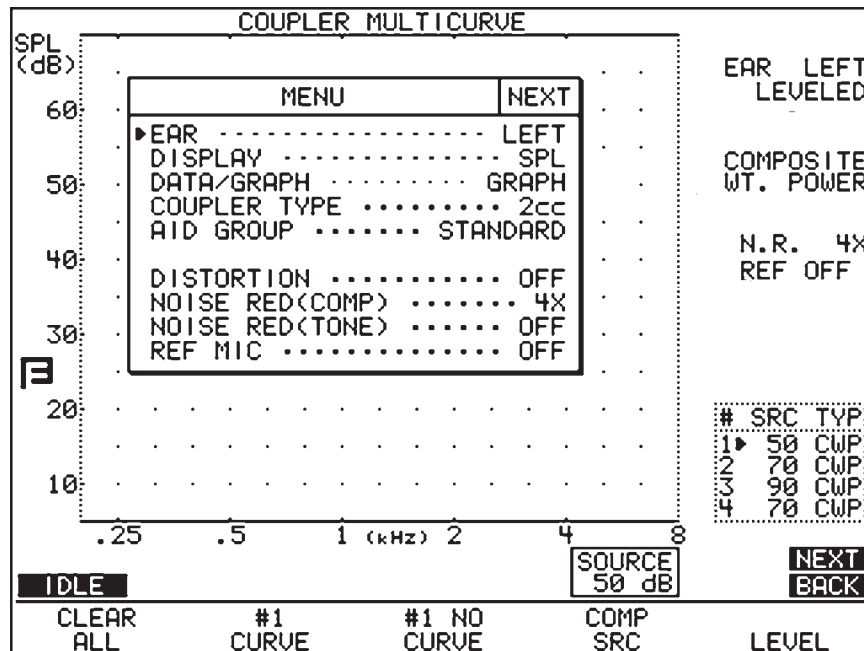 COUPLER MULTICURVE
SPL
(dB)
60
50
40
30
20
10
.25 .5 1 (kHz) 2 4 8
MENU NEXT
EAR ------------------ LEFT
DISPLAY ··············· SPL
DATA/GRAPH ·········· GRAPH
COUPLER TYPE ········· 2cc
AID GROUP ······· STANDARD
DISTORTION ············ OFF
NOISE RED(COMP) ······· 4X
NOISE RED(TONE) ······ OFF
REF MIC ··············· OFF
EAR LEFT
LEVELED
COMPOSITE
WT. POWER
N.R. 4X
REF OFF
# SRC TYP
1 50 CWP
2 70 CWP
3 90 CWP
4 70 CWP
SOURCE
50 dB
NEXT
BACK
IDLE
CLEAR
ALL
#1
CURVE
#1 NO
CURVE
COMP
SRC
LEVEL